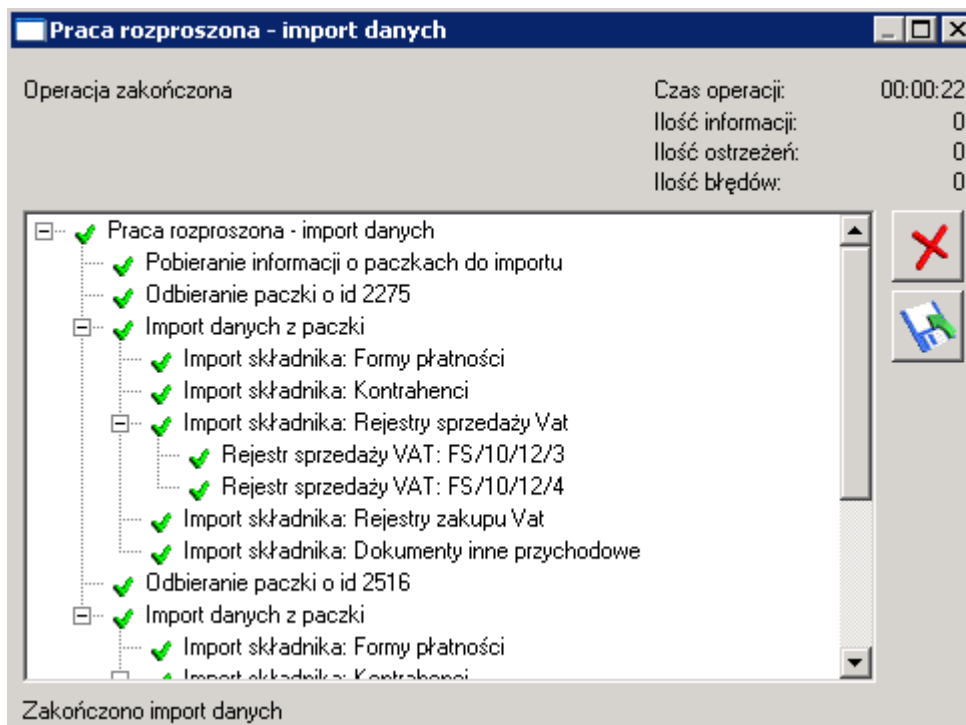 Praca rozproszona - import danych
Operacja zakończona
Czas operacji: 00:00:22
Ilość informacji: 0
Ilość ostrzeżeń: 0
Ilość błędów: 0
Praca rozproszona - import danych
Pobieranie informacji o paczkach do importu
Odbieranie paczki o id 2275
Import danych z paczki
Import składnika: Formy płatności
Import składnika: Kontrahenci
Import składnika: Rejestry sprzedaży Vat
Rejestr sprzedaży VAT: FS/10/12/3
Rejestr sprzedaży VAT: FS/10/12/4
Import składnika: Rejestry zakupu Vat
Import składnika: Dokumenty inne przychodowe
Odbieranie paczki o id 2516
Import danych z paczki
Import składnika: Formy płatności
Import składnika: Kontrahenci
Zakończono import danych